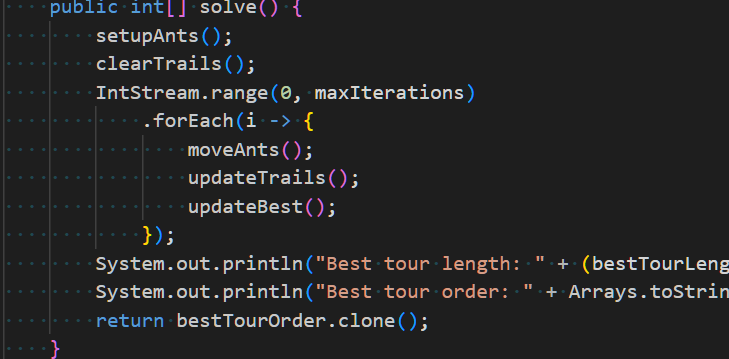 public int[] solve() {
setupAnts();
clearTrails();
IntStream.range(0, maxIterations)
.forEach(i -> {
moveAnts();
updateTrails();
updateBest();
});
System.out.println("Best tour length: " + (bestTourLeng
System.out.println("Best tour order: " + Arrays.toStrin
return bestTourOrder.clone();
}